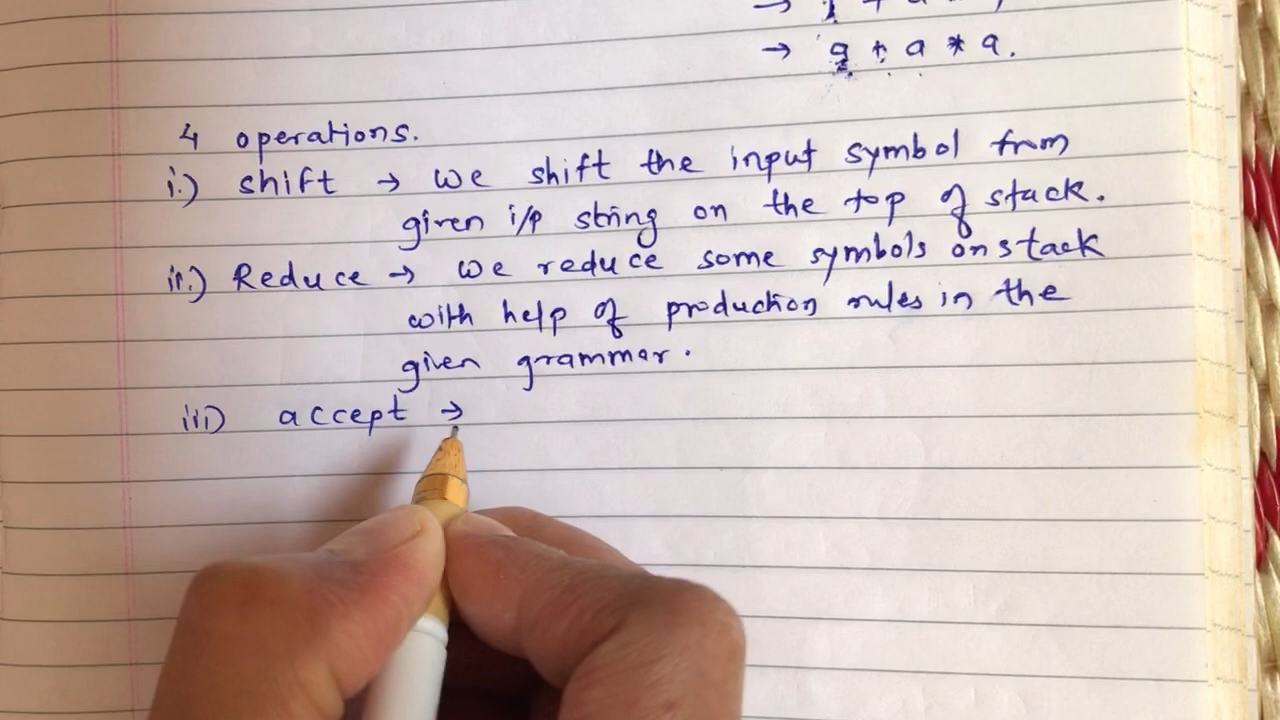 → a + a * a.
4 operations.
i.) shift → we shift the input symbol from
given i/p string on the top of stack.
ii.) Reduce → we reduce some symbols on stack
with help of production rules in the
given grammar.
iii) accept →